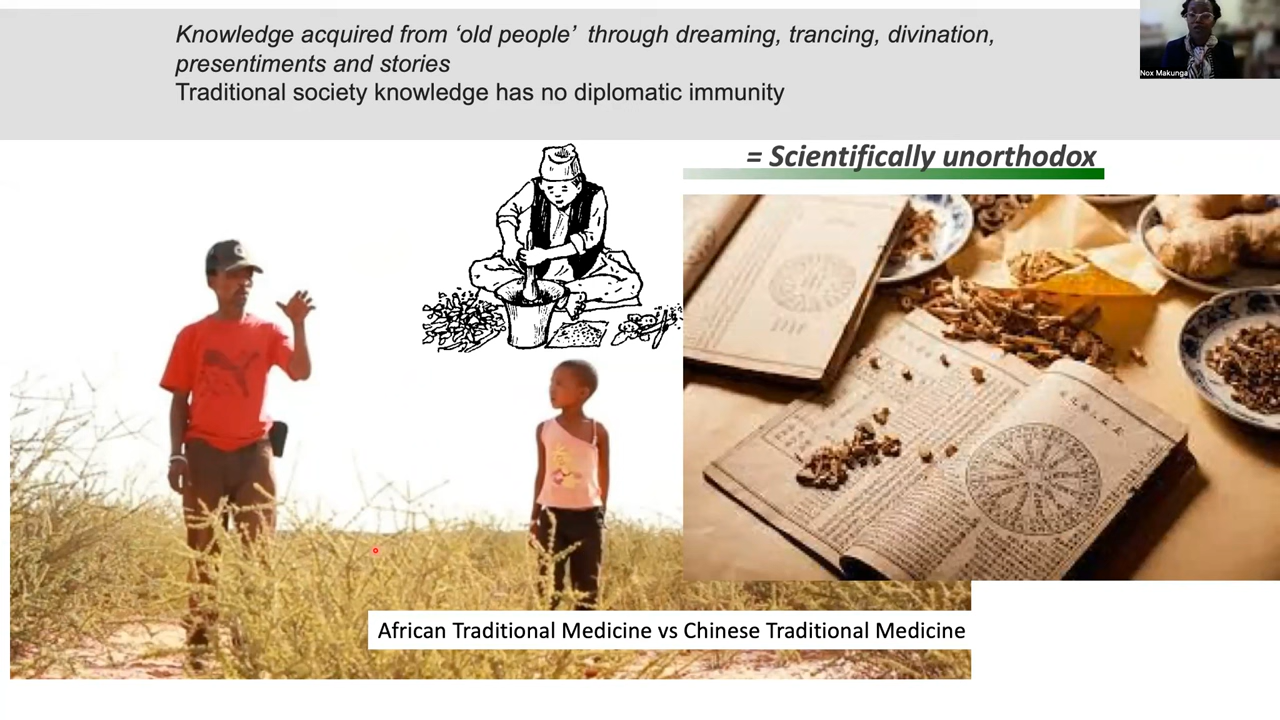 Knowledge acquired from ‘old people’ through dreaming, trancing, divination,
presentiments and stories
Traditional society knowledge has no diplomatic immunity
Nox Makunga
= Scientifically unorthodox
African Traditional Medicine vs Chinese Traditional Medicine